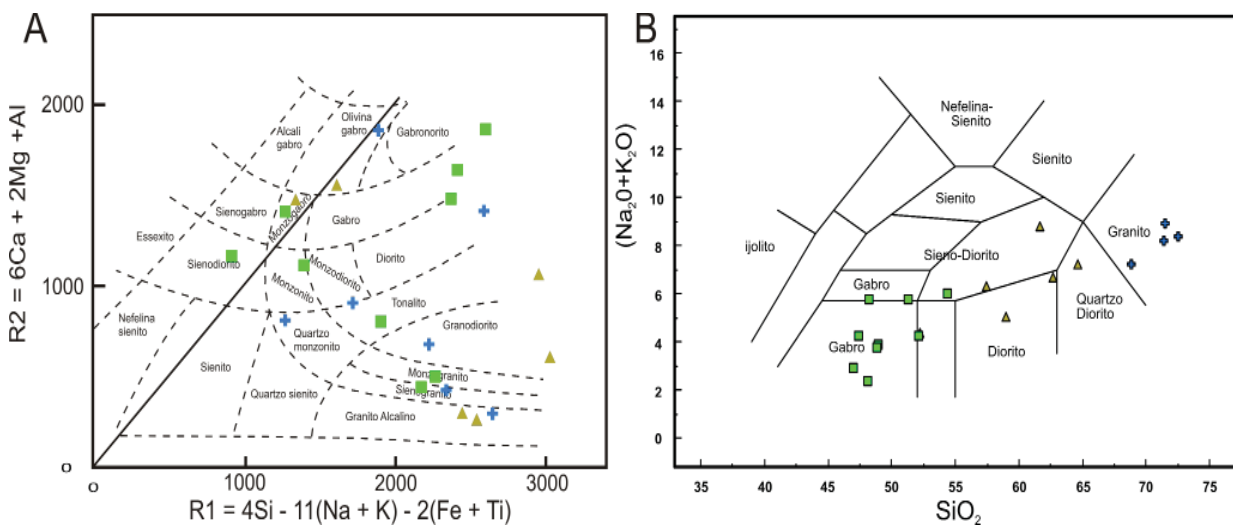 A
R2 = 6Ca + 2Mg +Al
2000
1000
o
o
1000
2000
3000
R1 = 4Si - 11(Na + K) - 2(Fe + Ti)
Alcali
gabro
Olivina
gabro
Gabronorito
Sienogabro
Monzogabro
Gabro
Essexito
Sienodiorito
Monzodiorito
Diorito
Monzonito
Tonalito
Nefelina
sienito
Quartzo
monzonito
Granodiorito
Sienito
Monzogranito
Quartzo sienito
Sienogranito
Granito Alcalino
B
(Na2O+K2O)
16
14
12
10
8
6
4
2
0
35
40
45
50
55
60
65
70
75
SiO2
Nefelina-
Sienito
Sienito
Sienito
Granito
ijolito
Sieno-Diorito
Gabro
Quartzo
Diorito
Gabro
Diorito